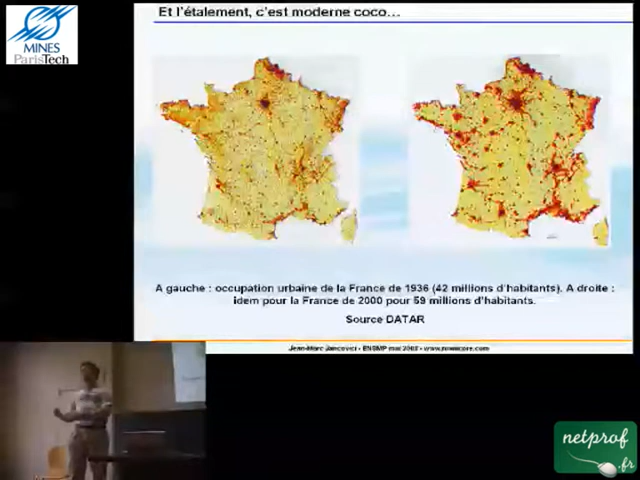 Et l'étalement, c'est moderne coco...
MINES
ParisTech
A gauche : occupation urbaine de la France de 1936 (42 millions d'habitants). A droite :
idem pour la France de 2000 pour 59 millions d'habitants.
Source DATAR
Jean-Marc Jancovici - ENSMP mai 2008 - www.manicore.com
netprof
.fr